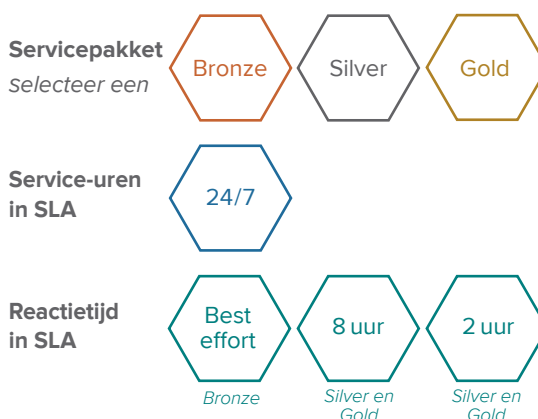 Servicepakket
Selecteer een
Bronze
Silver
Gold
Service-uren
in SLA
24/7
Reactietijd
in SLA
Best
effort
8 uur
2 uur
Bronze
Silver en
Gold
Silver en
Gold